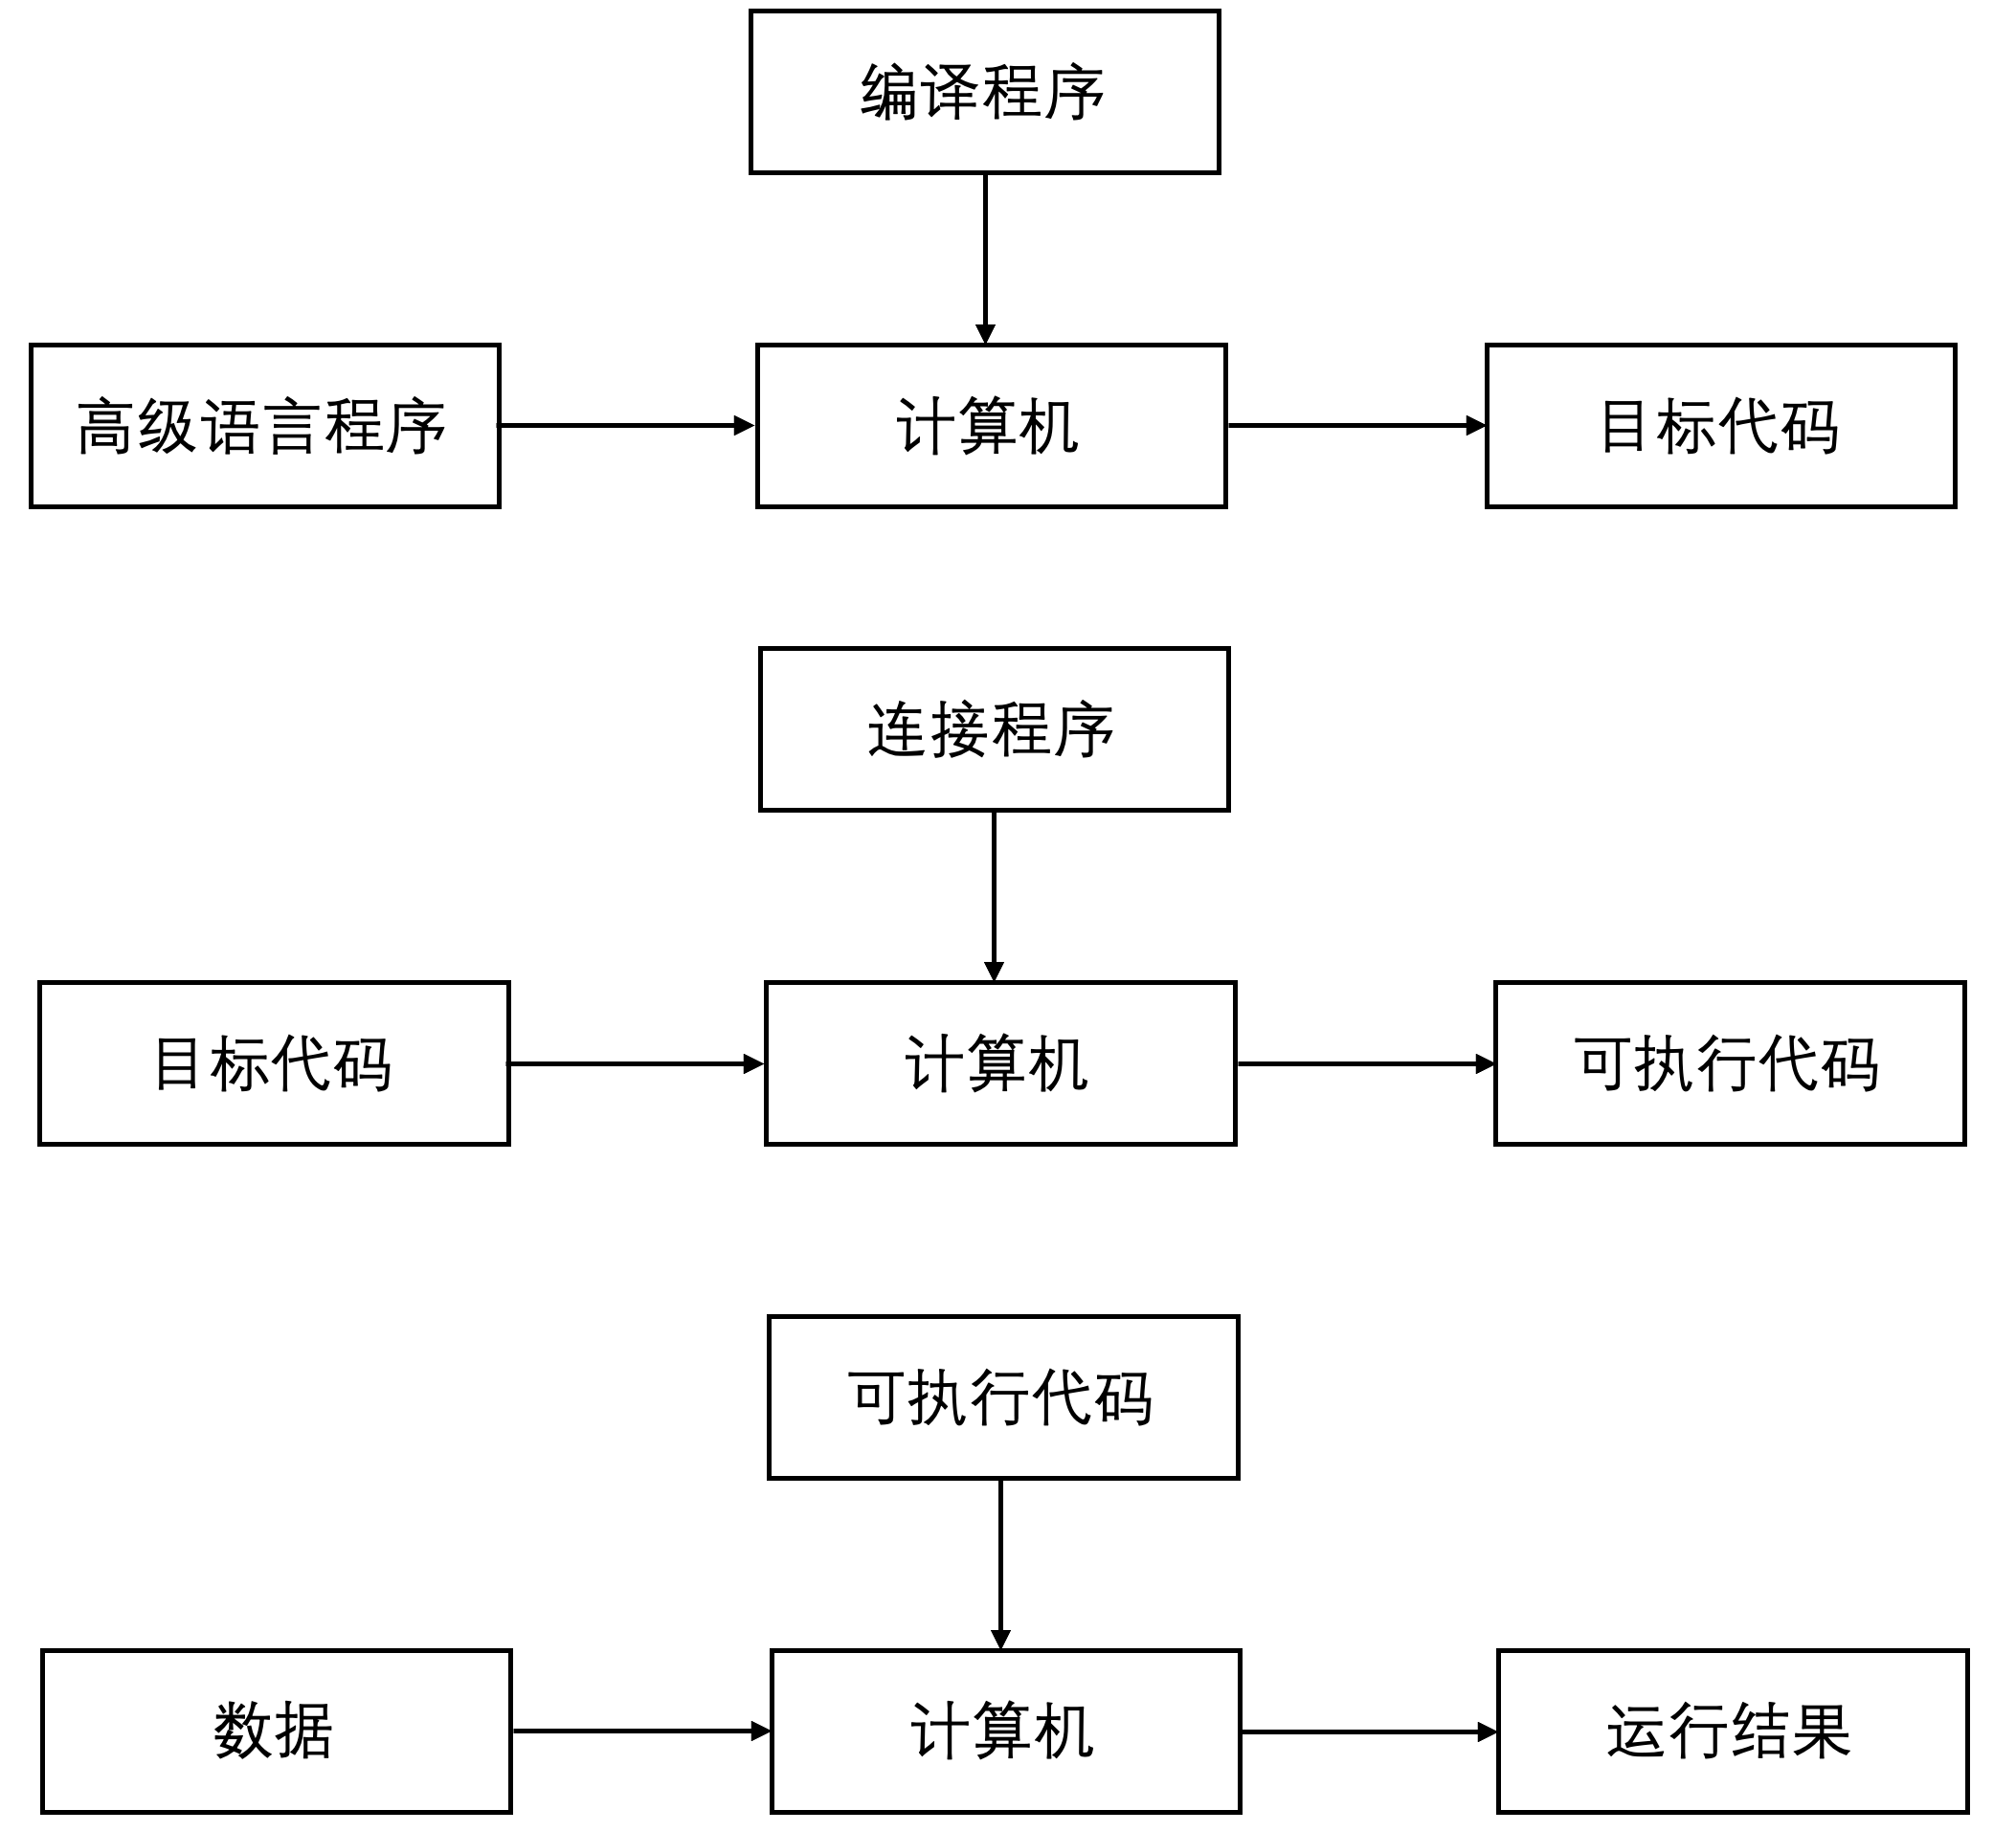 编译程序
高级语言程序
计算机
目标代码
连接程序
目标代码
计算机
可执行代码
可执行代码
数据
计算机
运行结果